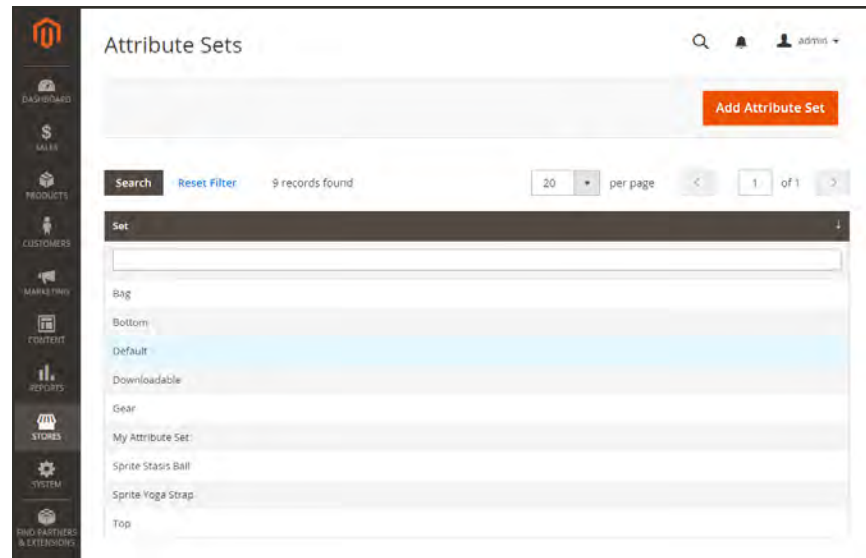 Attribute Sets
admin
DASHBOARD
Add Attribute Set
SALES
Search Reset Filter 9 records found 20 per page 1 of 1
PRODUCTS
Set
CUSTOMERS
MARKETING
Bag
CONTENT
Bottom
Default
REPORTS
Downloadable
Gear
STORES
My Attribute Set
Sprite Stasis Ball
SYSTEM
Sprite Yoga Strap
Top
FIND PARTNERS
& EXTENSIONS